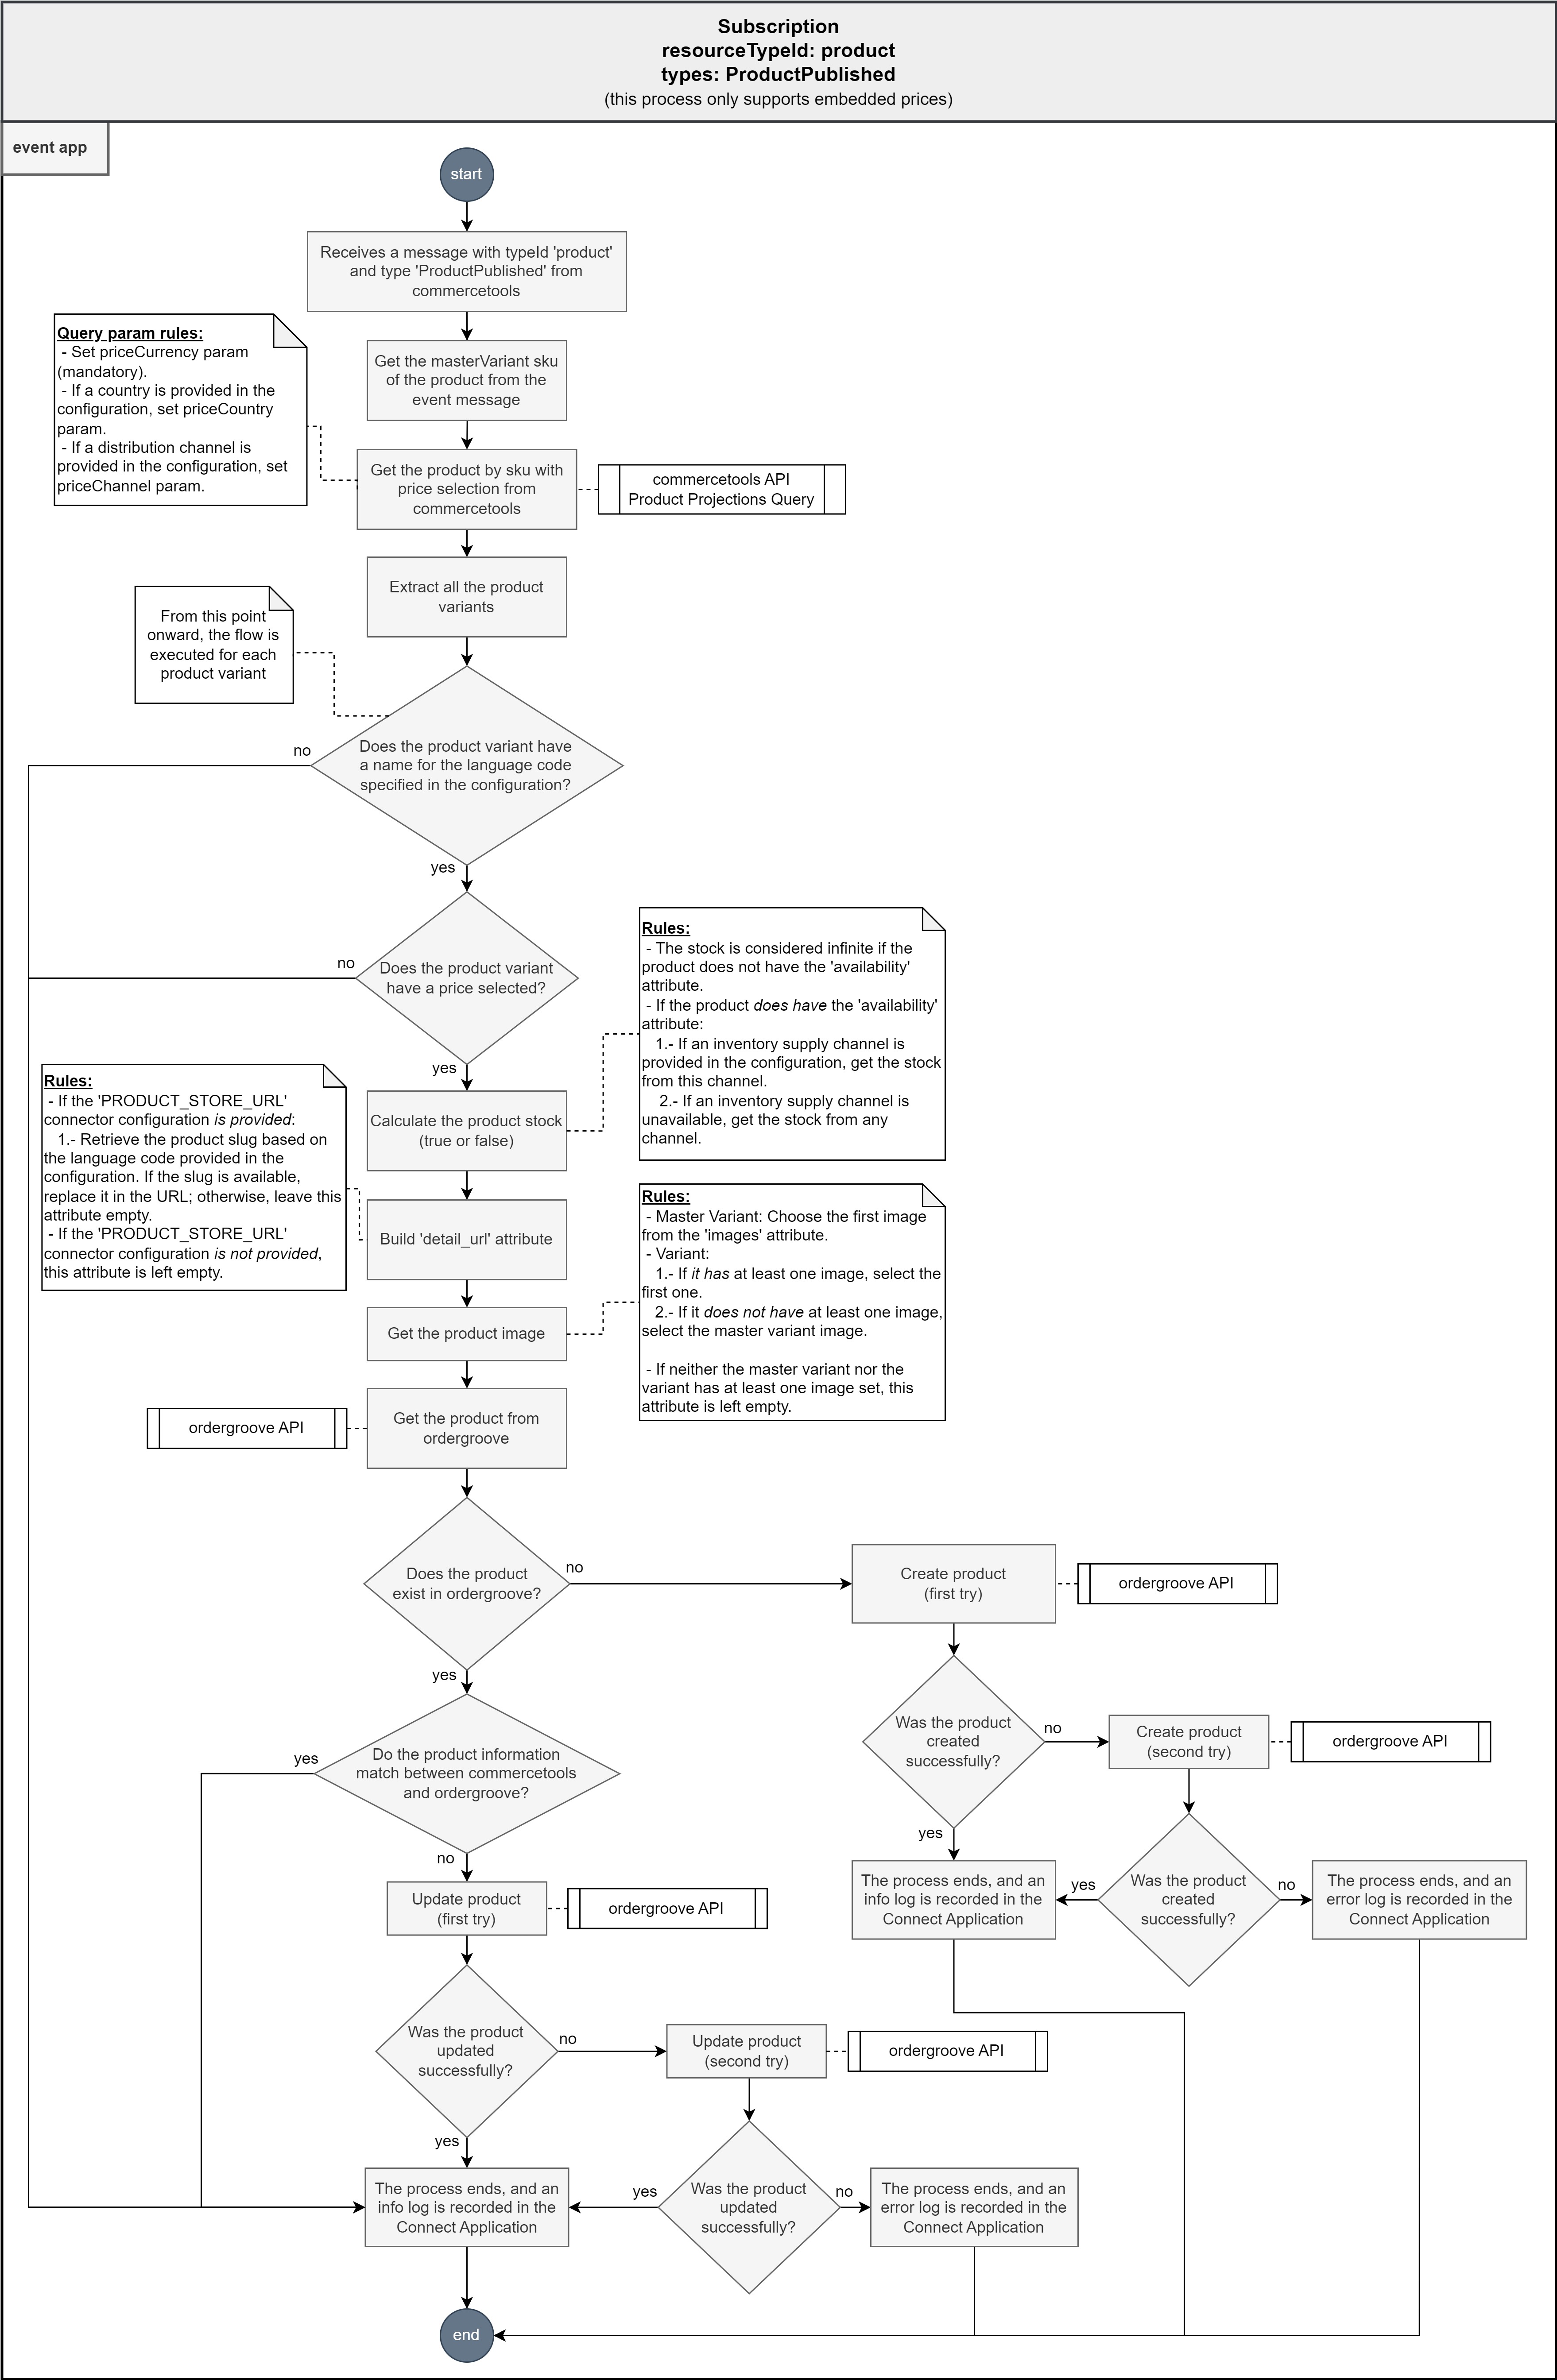 Subscription
resourceTypeId: product
types: ProductPublished
(this process only supports embedded prices)
event app
start
Receives a message with typeId 'product'
and type 'ProductPublished' from
commercetools
Query param rules:
- Set priceCurrency param
(mandatory).
- If a country is provided in the
configuration, set priceCountry
param.
- If a distribution channel is
provided in the configuration, set
priceChannel param.
Get the masterVariant sku
of the product from the
event message
Get the product by sku with
price selection from
commercetools
commercetools API
Product Projections Query
Extract all the product
variants
From this point
onward, the flow is
executed for each
product variant
Does the product variant have
a name for the language code
specified in the configuration?
no
yes
Does the product variant
have a price selected?
no
yes
Rules:
- The stock is considered infinite if the
product does not have the 'availability'
attribute.
- If the product does have the 'availability'
attribute:
1.- If an inventory supply channel is
provided in the configuration, get the stock
from this channel.
2.- If an inventory supply channel is
unavailable, get the stock from any
channel.
Calculate the product stock
(true or false)
Rules:
- If the 'PRODUCT_STORE_URL'
connector configuration is provided:
1.- Retrieve the product slug based on
the language code provided in the
configuration. If the slug is available,
replace it in the URL; otherwise, leave this
attribute empty.
- If the 'PRODUCT_STORE_URL'
connector configuration is not provided,
this attribute is left empty.
Build 'detail_url' attribute
Rules:
- Master Variant: Choose the first image
from the 'images' attribute.
- Variant:
1.- If it has at least one image, select the
first one.
2.- If it does not have at least one image,
select the master variant image.
- If neither the master variant nor the
variant has at least one image set, this
attribute is left empty.
Get the product image
Get the product from
ordergroove
ordergroove API
Does the product
exist in ordergroove?
no
yes
Create product
(first try)
ordergroove API
Was the product
created
successfully?
no
yes
Create product
(second try)
ordergroove API
Was the product
created
successfully?
yes
no
The process ends, and an
info log is recorded in the
Connect Application
The process ends, and an
error log is recorded in the
Connect Application
Do the product information
match between commercetools
and ordergroove?
yes
no
Update product
(first try)
ordergroove API
Was the product
updated
successfully?
no
yes
Update product
(second try)
ordergroove API
Was the product
updated
successfully?
yes
no
The process ends, and an
info log is recorded in the
Connect Application
The process ends, and an
error log is recorded in the
Connect Application
end